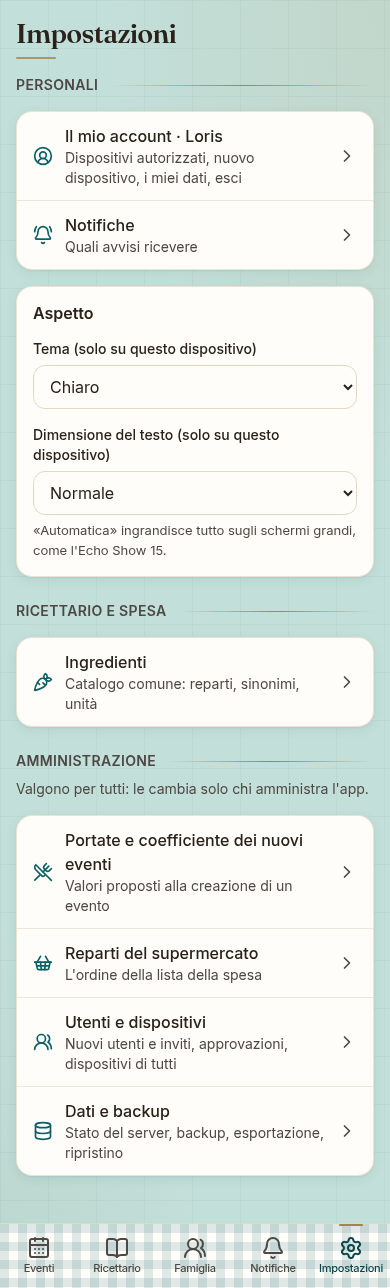 Impostazioni
PERSONALI
Il mio account · Loris
Dispositivi autorizzati, nuovo
dispositivo, i miei dati, esci
Notifiche
Quali avvisi ricevere
Aspetto
Tema (solo su questo dispositivo)
Chiaro
Dimensione del testo (solo su questo
dispositivo)
Normale
«Automatica» ingrandisce tutto sugli schermi grandi,
come l'Echo Show 15.
RICETTARIO E SPESA
Ingredienti
Catalogo comune: reparti, sinonimi,
unità
AMMINISTRAZIONE
Valgono per tutti: le cambia solo chi amministra l'app.
Portate e coefficiente dei nuovi
eventi
Valori proposti alla creazione di un
evento
Reparti del supermercato
L'ordine della lista della spesa
Utenti e dispositivi
Nuovi utenti e inviti, approvazioni,
dispositivi di tutti
Dati e backup
Stato del server, backup, esportazione,
ripristino
Eventi
Ricettario
Famiglia
Notifiche
Impostazioni